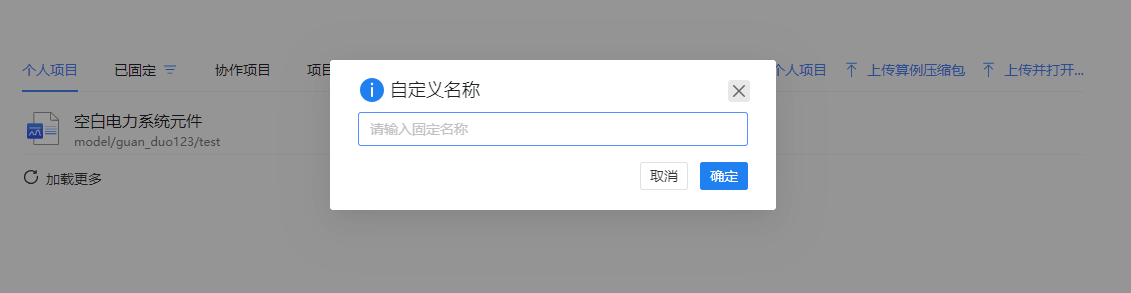 个人项目 已固定 协作项目 项目
个人项目 上传算例压缩包 上传并打开...
自定义名称
请输入固定名称
取消 确定
空白电力系统元件
model/guan_duo123/test
加载更多